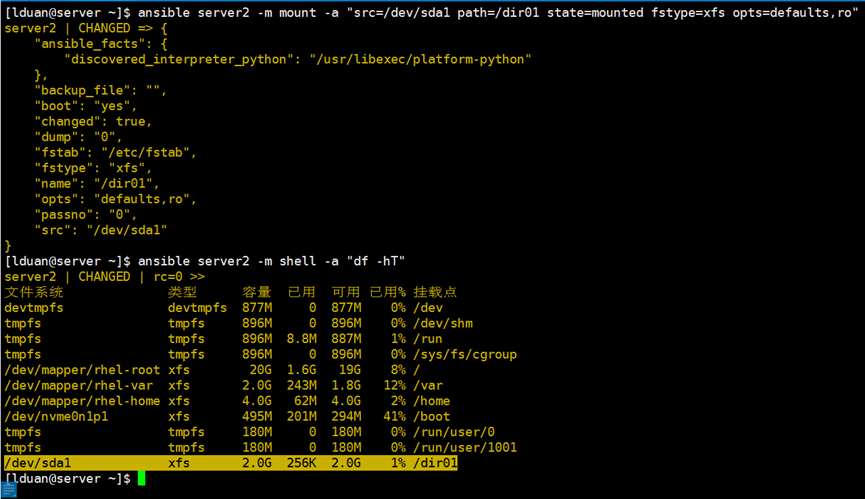 [lduan@server ~]$ ansible server2 -m mount -a "src=/dev/sda1 path=/dir01 state=mounted fstype=xfs opts=defaults,ro"
server2 | CHANGED => {
    "ansible_facts": {
        "discovered_interpreter_python": "/usr/libexec/platform-python"
    },
    "backup_file": "",
    "boot": "yes",
    "changed": true,
    "dump": "0",
    "fstab": "/etc/fstab",
    "fstype": "xfs",
    "name": "/dir01",
    "opts": "defaults,ro",
    "passno": "0",
    "src": "/dev/sda1"
}
[lduan@server ~]$ ansible server2 -m shell -a "df -hT"
server2 | CHANGED | rc=0 >>
文件系统 类型 容量 已用 可用 已用% 挂载点
devtmpfs devtmpfs 877M 0 877M 0% /dev
tmpfs tmpfs 896M 0 896M 0% /dev/shm
tmpfs tmpfs 896M 8.8M 887M 1% /run
tmpfs tmpfs 896M 0 896M 0% /sys/fs/cgroup
/dev/mapper/rhel-root xfs 20G 1.6G 19G 8% /
/dev/mapper/rhel-var xfs 2.0G 243M 1.8G 12% /var
/dev/mapper/rhel-home xfs 4.0G 62M 4.0G 2% /home
/dev/nvme0n1p1 xfs 495M 201M 294M 41% /boot
tmpfs tmpfs 180M 0 180M 0% /run/user/0
tmpfs tmpfs 180M 0 180M 0% /run/user/1001
/dev/sda1 xfs 2.0G 256K 2.0G 1% /dir01
[lduan@server ~]$